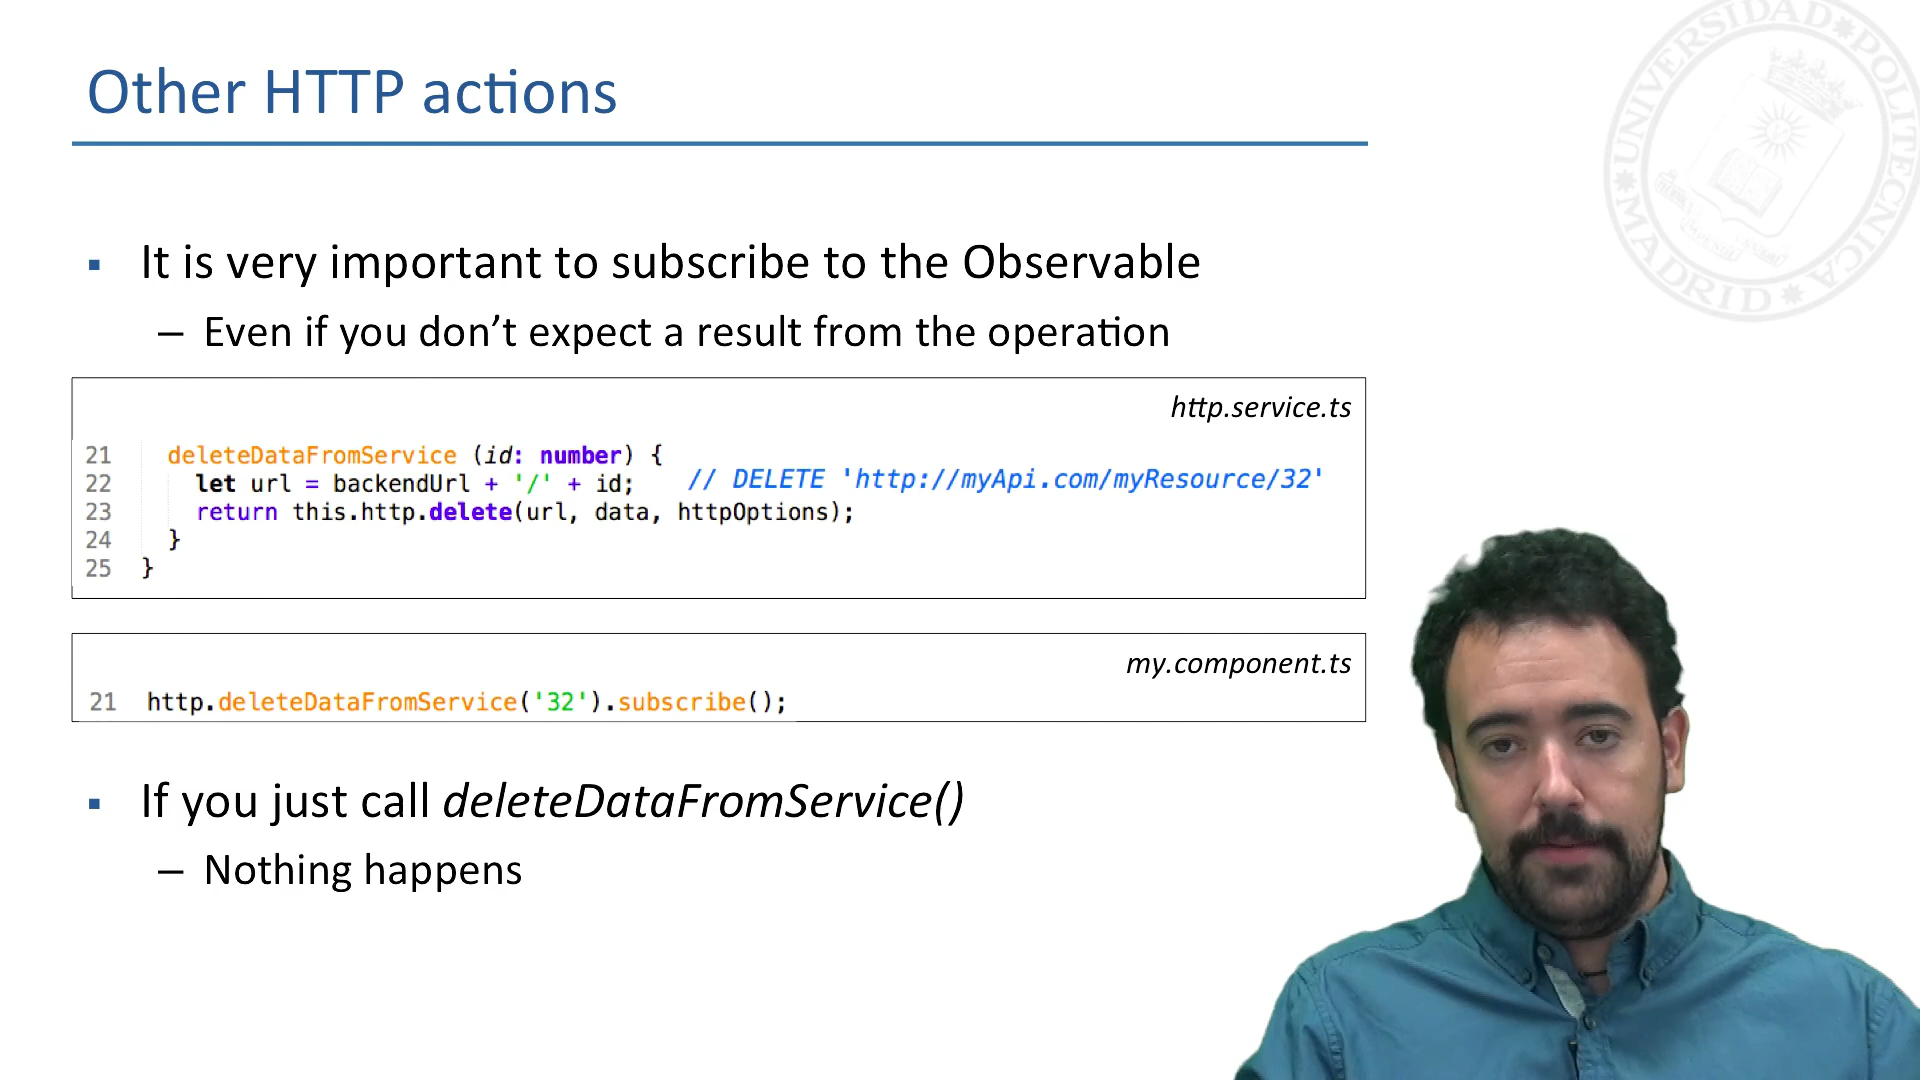 Other HTTP actions
UNIVERSIDAD POLITECNICA
MADRID
▪ It is very important to subscribe to the Observable
– Even if you don’t expect a result from the operation
http.service.ts
21 deleteDataFromService (id: number) {
22 let url = backendUrl + '/' + id; // DELETE 'http://myApi.com/myResource/32'
23 return this.http.delete(url, data, httpOptions);
24 }
25 }
my.component.ts
21 http.deleteDataFromService('32').subscribe();
▪ If you just call deleteDataFromService()
– Nothing happens